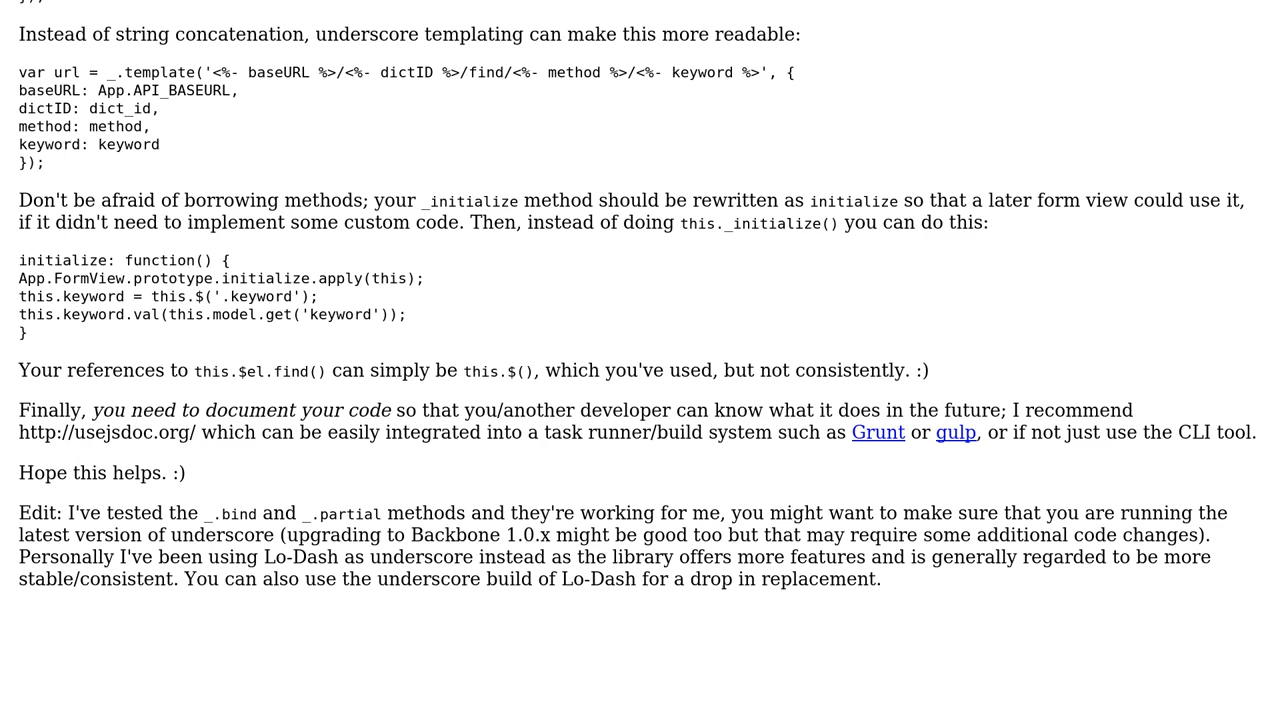 Instead of string concatenation, underscore templating can make this more readable:
var url = _.template('<%- baseURL %>/<%- dictID %>/find/<%- method %>/<%- keyword %>', {
baseURL: App.API_BASEURL,
dictID: dict_id,
method: method,
keyword: keyword
});
Don't be afraid of borrowing methods; your _initialize method should be rewritten as initialize so that a later form view could use it,
if it didn't need to implement some custom code. Then, instead of doing this._initialize() you can do this:
initialize: function() {
App.FormView.prototype.initialize.apply(this);
this.keyword = this.$('.keyword');
this.keyword.val(this.model.get('keyword'));
}
Your references to this.$el.find() can simply be this.$(), which you've used, but not consistently. :)
Finally, you need to document your code so that you/another developer can know what it does in the future; I recommend
http://usejsdoc.org/ which can be easily integrated into a task runner/build system such as Grunt or gulp, or if not just use the CLI tool.
Hope this helps. :)
Edit: I've tested the _.bind and _.partial methods and they're working for me, you might want to make sure that you are running the
latest version of underscore (upgrading to Backbone 1.0.x might be good too but that may require some additional code changes).
Personally I've been using Lo-Dash as underscore instead as the library offers more features and is generally regarded to be more
stable/consistent. You can also use the underscore build of Lo-Dash for a drop in replacement.